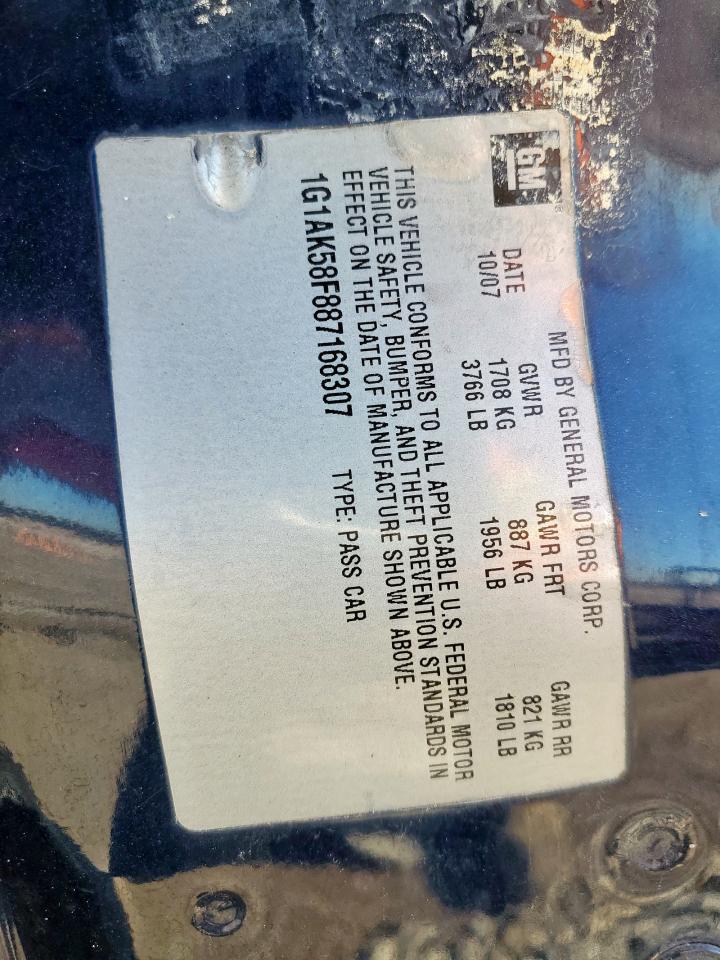 GM
MFD BY GENERAL MOTORS CORP.
DATE GVWR GAWR FRT GAWR RR
10/07 1708 KG 887 KG 821 KG
3766 LB 1956 LB 1810 LB
THIS VEHICLE CONFORMS TO ALL APPLICABLE U.S. FEDERAL MOTOR
VEHICLE SAFETY, BUMPER, AND THEFT PREVENTION STANDARDS IN
EFFECT ON THE DATE OF MANUFACTURE SHOWN ABOVE.
1G1AK58F887168307 TYPE: PASS CAR